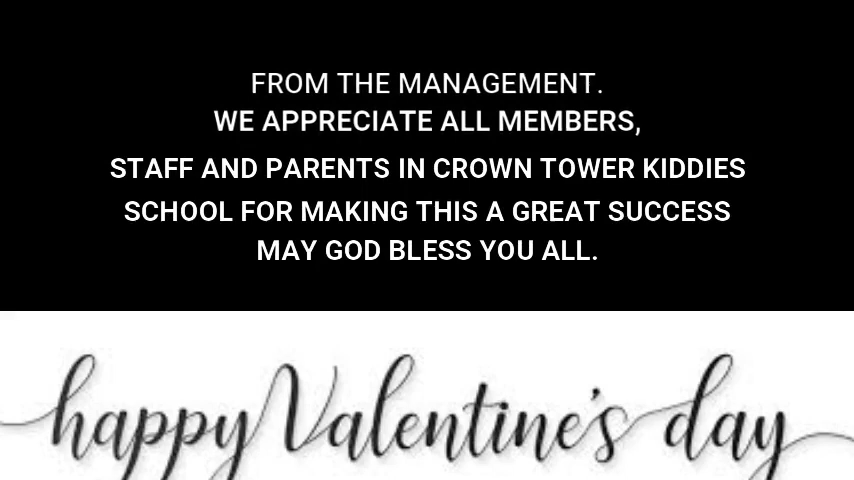 FROM THE MANAGEMENT.
WE APPRECIATE ALL MEMBERS,
STAFF AND PARENTS IN CROWN TOWER KIDDIES
SCHOOL FOR MAKING THIS A GREAT SUCCESS
MAY GOD BLESS YOU ALL.
happy Valentine's day